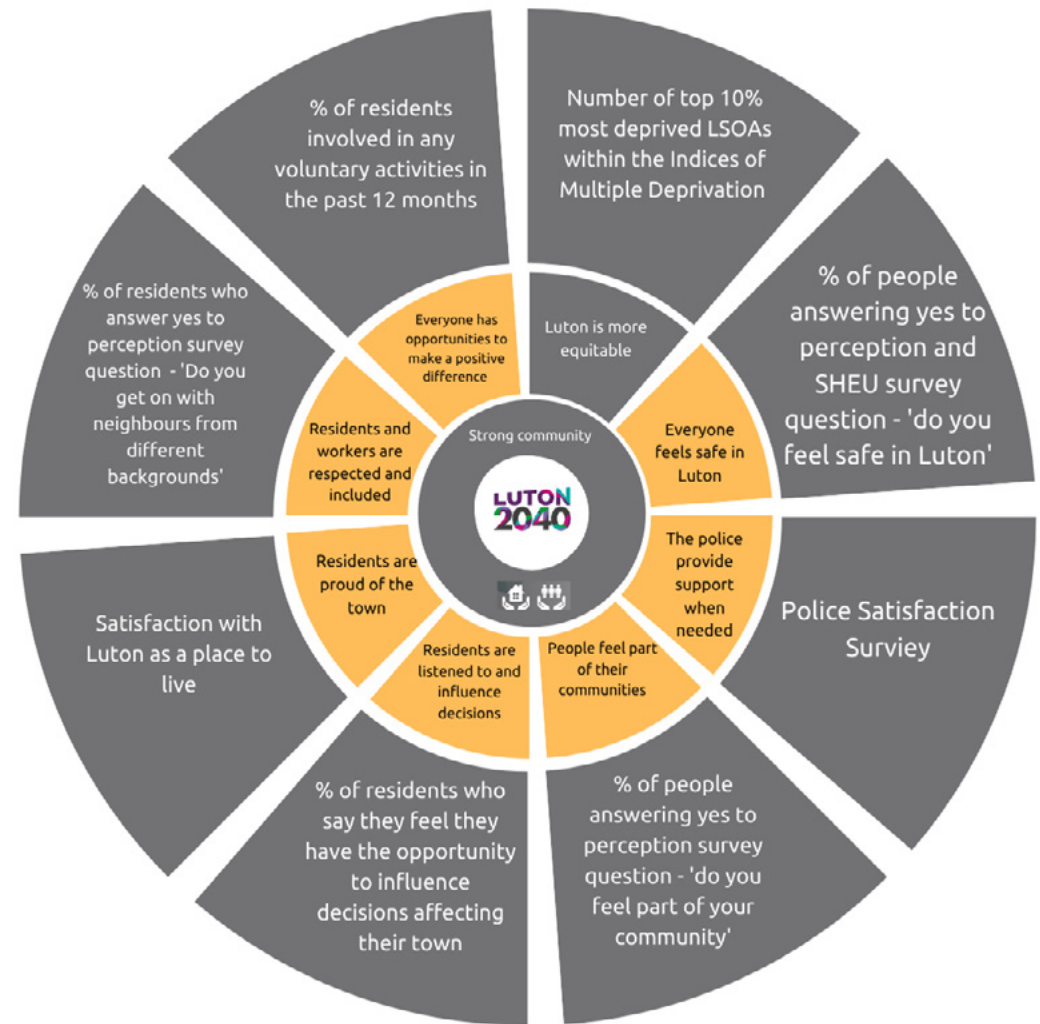 Number of top 10%
most deprived LSOAs
within the Indices of
Multiple Deprivation
% of people
answering yes to
perception and
SHEU survey
question - 'do you
feel safe in Luton'
Police Satisfaction
Surviey
% of people
answering yes to
perception survey
question - 'do you
feel part of your
community'
% of residents who
say they feel they
have the opportunity
to influence
decisions affecting
their town
Satisfaction with
Luton as a place to
live
% of residents who
answer yes to
perception survey
question - 'Do you
get on with
neighbours from
different
backgrounds'
% of residents
involved in any
voluntary activities in
the past 12 months
Luton is more
equitable
Everyone
feels safe in
Luton
The police
provide
support
when
needed
People feel part
of their
communities
Residents are
listened to and
influence
decisions
Residents are
proud of the
town
Residents and
workers are
respected and
included
Everyone has
opportunities to
make a positive
difference
Strong community
LUTON
2040